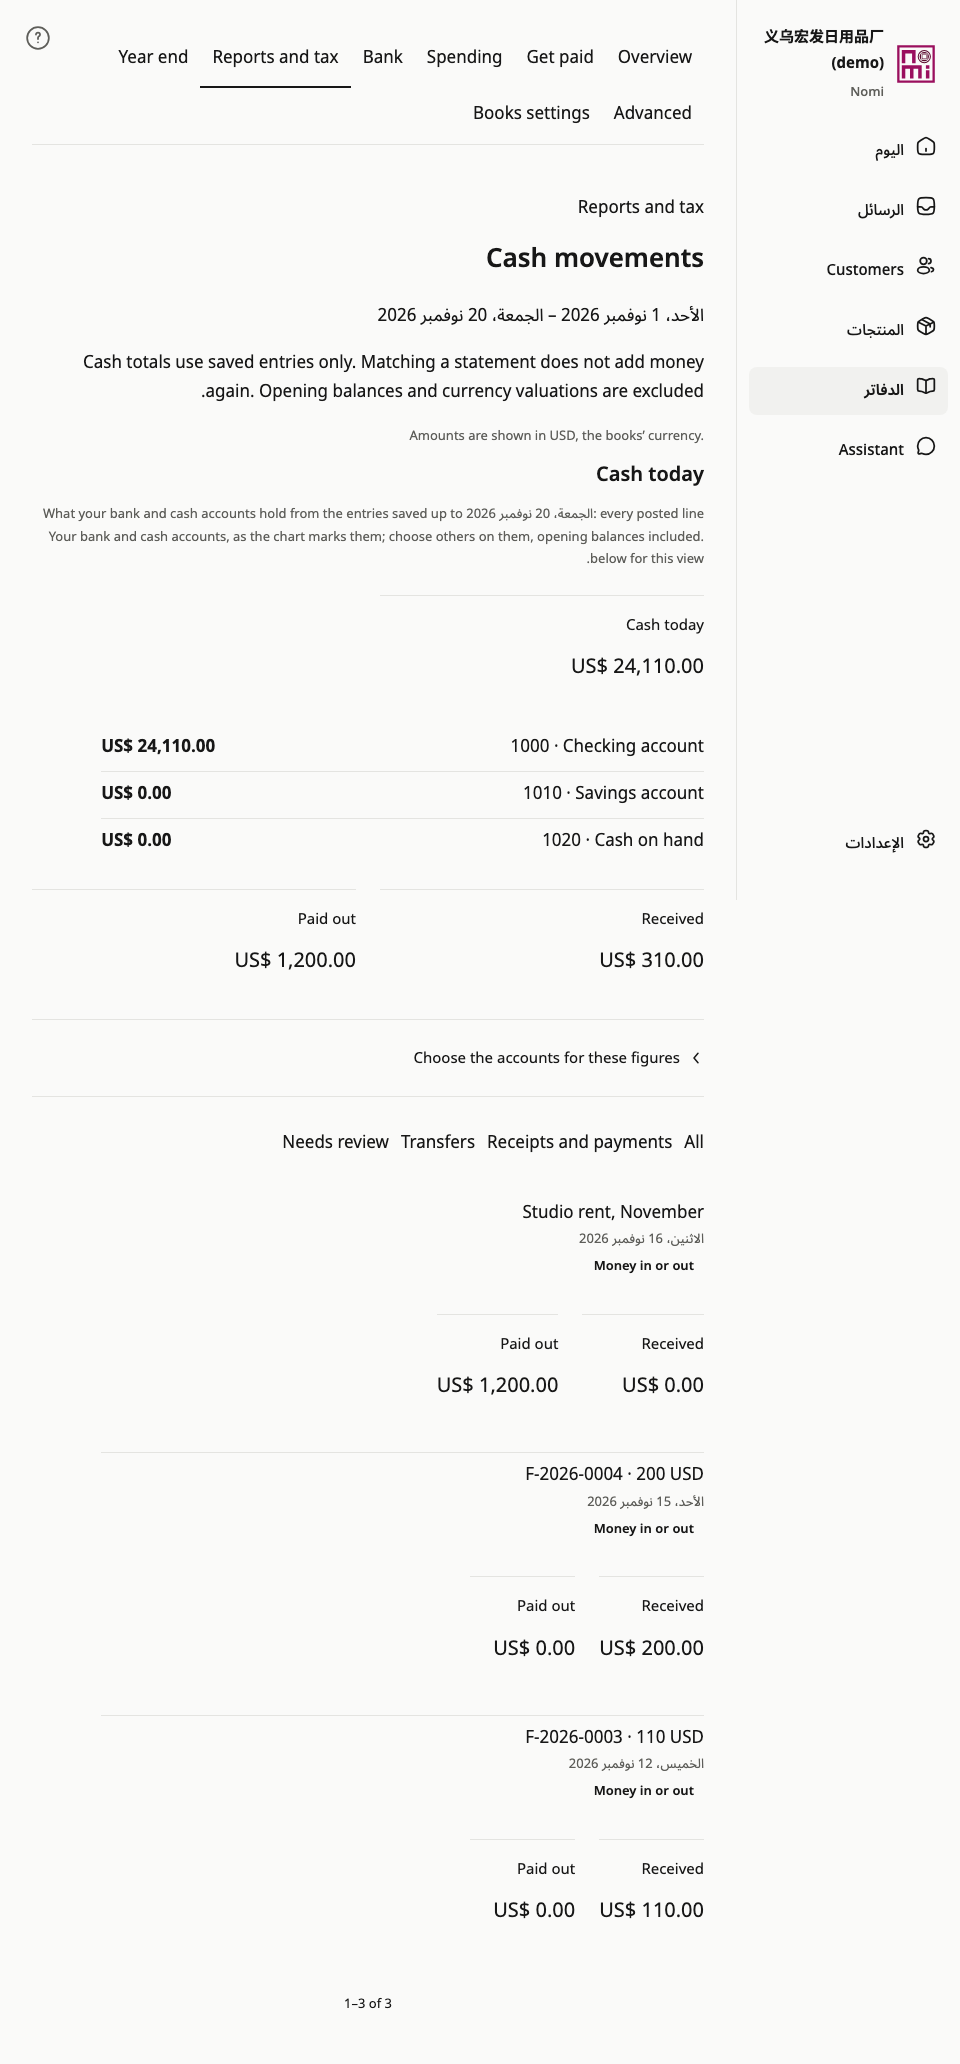 义乌宏发日用品厂
(demo)
Nomi
اليوم
الرسائل
Customers
المنتجات
الدفاتر
Assistant
الإعدادات
Overview
Get paid
Spending
Bank
Reports and tax
Year end
Advanced
Books settings
Reports and tax
Cash movements
الأحد، 1 نوفمبر 2026 – الجمعة، 20 نوفمبر 2026
Cash totals use saved entries only. Matching a statement does not add money
again. Opening balances and currency valuations are excluded.
Amounts are shown in USD, the books’ currency.
Cash today
What your bank and cash accounts hold from the entries saved up to الجمعة، 20 نوفمبر 2026: every posted line
on them, opening balances included. Your bank and cash accounts, as the chart marks them; choose others
below for this view.
Cash today
US$ 24,110.00
1000 · Checking account
US$ 24,110.00
1010 · Savings account
US$ 0.00
1020 · Cash on hand
US$ 0.00
Received
US$ 310.00
Paid out
US$ 1,200.00
Choose the accounts for these figures
All
Receipts and payments
Transfers
Needs review
Studio rent, November
الاثنين، 16 نوفمبر 2026
Money in or out
Received
US$ 0.00
Paid out
US$ 1,200.00
F-2026-0004 · 200 USD
الأحد، 15 نوفمبر 2026
Money in or out
Received
US$ 200.00
Paid out
US$ 0.00
F-2026-0003 · 110 USD
الخميس، 12 نوفمبر 2026
Money in or out
Received
US$ 110.00
Paid out
US$ 0.00
1–3 of 3